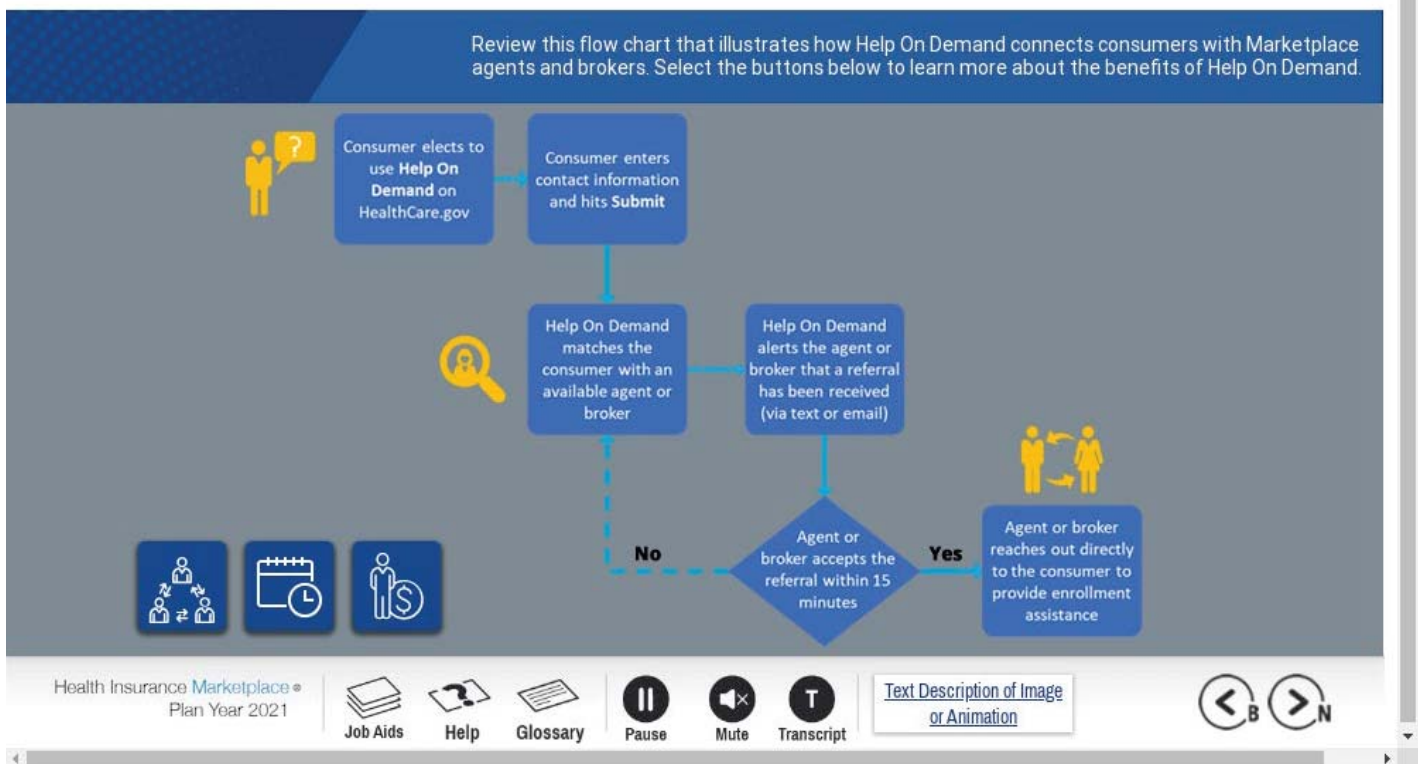 Review this flow chart that illustrates how Help On Demand connects consumers with Marketplace
agents and brokers. Select the buttons below to learn more about the benefits of Help On Demand.
?
Consumer elects to
use Help On
Demand on
HealthCare.gov
Consumer enters
contact information
and hits Submit
Help On Demand
matches the
consumer with an
available agent or
broker
Help On Demand
alerts the agent or
broker that a referral
has been received
(via text or email)
Agent or
broker accepts the
referral within 15
minutes
No
Yes
Agent or broker
reaches out directly
to the consumer to
provide enrollment
assistance
$
Health Insurance Marketplace®
Plan Year 2021
Job Aids
?
Help
Glossary
Pause
Mute
T
Transcript
Text Description of Image
or Animation
B
N